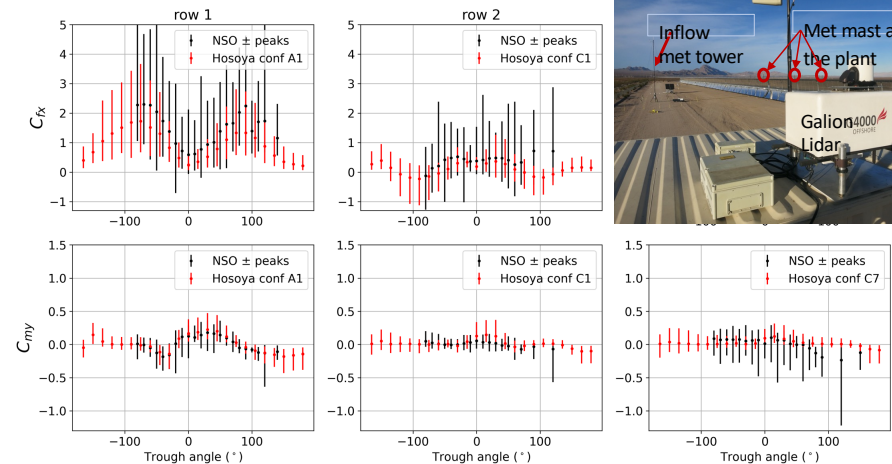 row 1
row 2
5
4
3
2
1
0
−1
C_fx
NSO ± peaks
Hosoya conf A1
−100 0 100
5
4
3
2
1
0
−1
NSO ± peaks
Hosoya conf C1
−100 0 100
Inflow
met tower
Met mast a
the plant
Galion
Lidar
G4000
OFFSHORE
1.5
1.0
0.5
0.0
−0.5
−1.0
C_my
NSO ± peaks
Hosoya conf A1
−100 0 100
Trough angle (°)
1.5
1.0
0.5
0.0
−0.5
−1.0
NSO ± peaks
Hosoya conf C1
−100 0 100
Trough angle (°)
1.5
1.0
0.5
0.0
−0.5
−1.0
NSO ± peaks
Hosoya conf C7
−100 0 100
Trough angle (°)